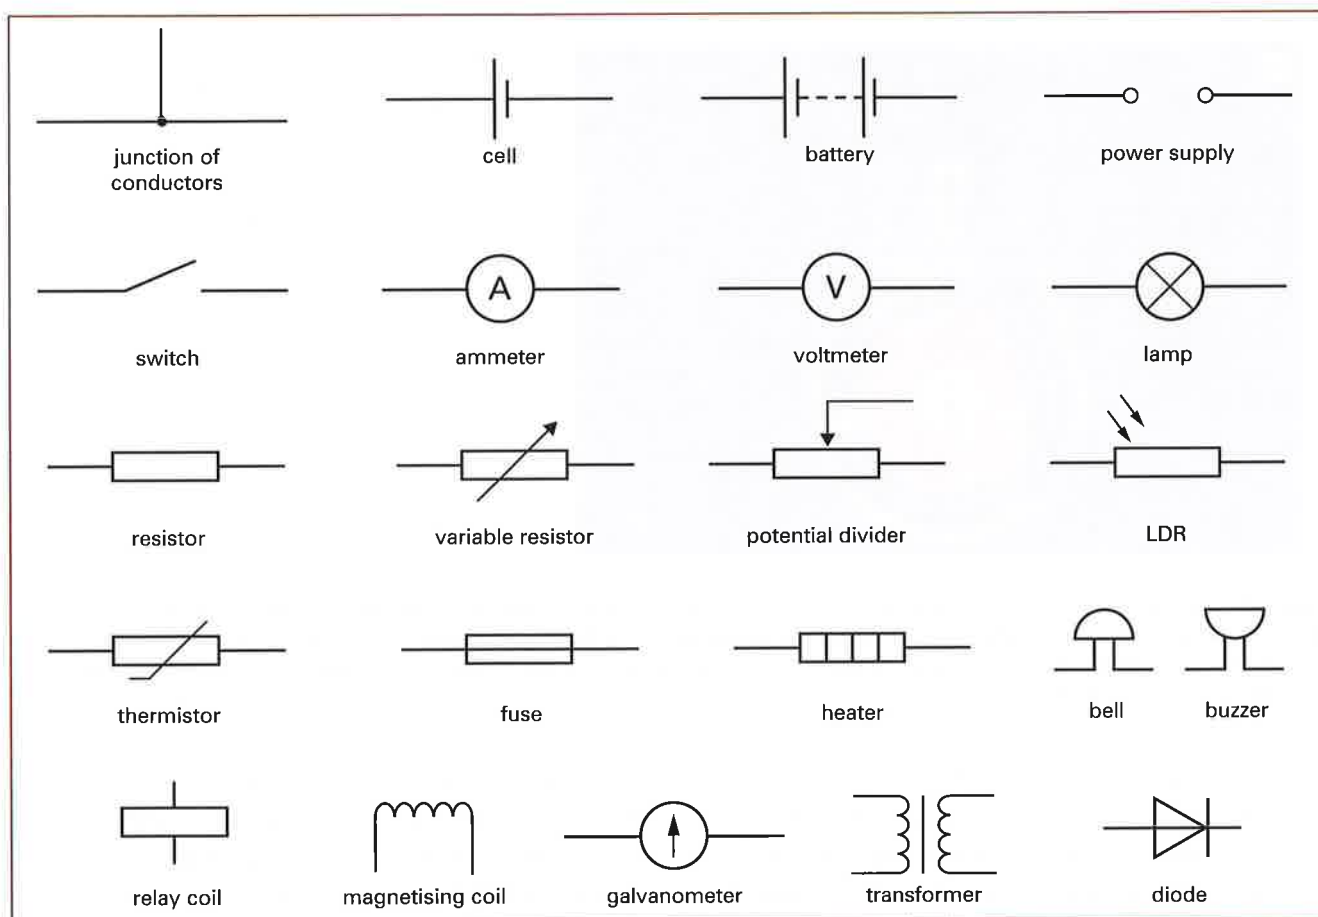 junction of
conductors
cell
battery
power supply
switch
A
ammeter
V
voltmeter
lamp
resistor
variable resistor
potential divider
LDR
thermistor
fuse
heater
bell
buzzer
relay coil
magnetising coil
galvanometer
transformer
diode